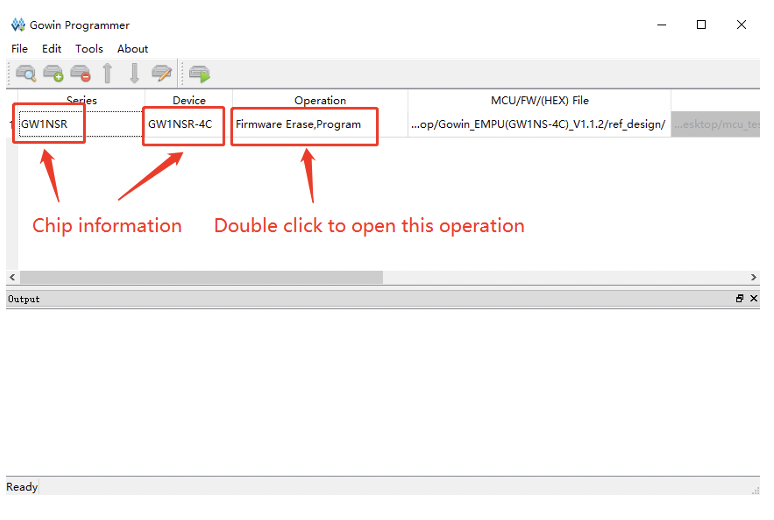 Gowin Programmer
File Edit Tools About
Series Device Operation MCU/FW/(HEX) File
1 GW1NSR GW1NSR-4C Firmware Erase,Program ...op/Gowin_EMPU(GW1NS-4C)_V1.1.2/ref_design/ ...esktop/mcu_tes
Chip information Double click to open this operation
Output
Ready